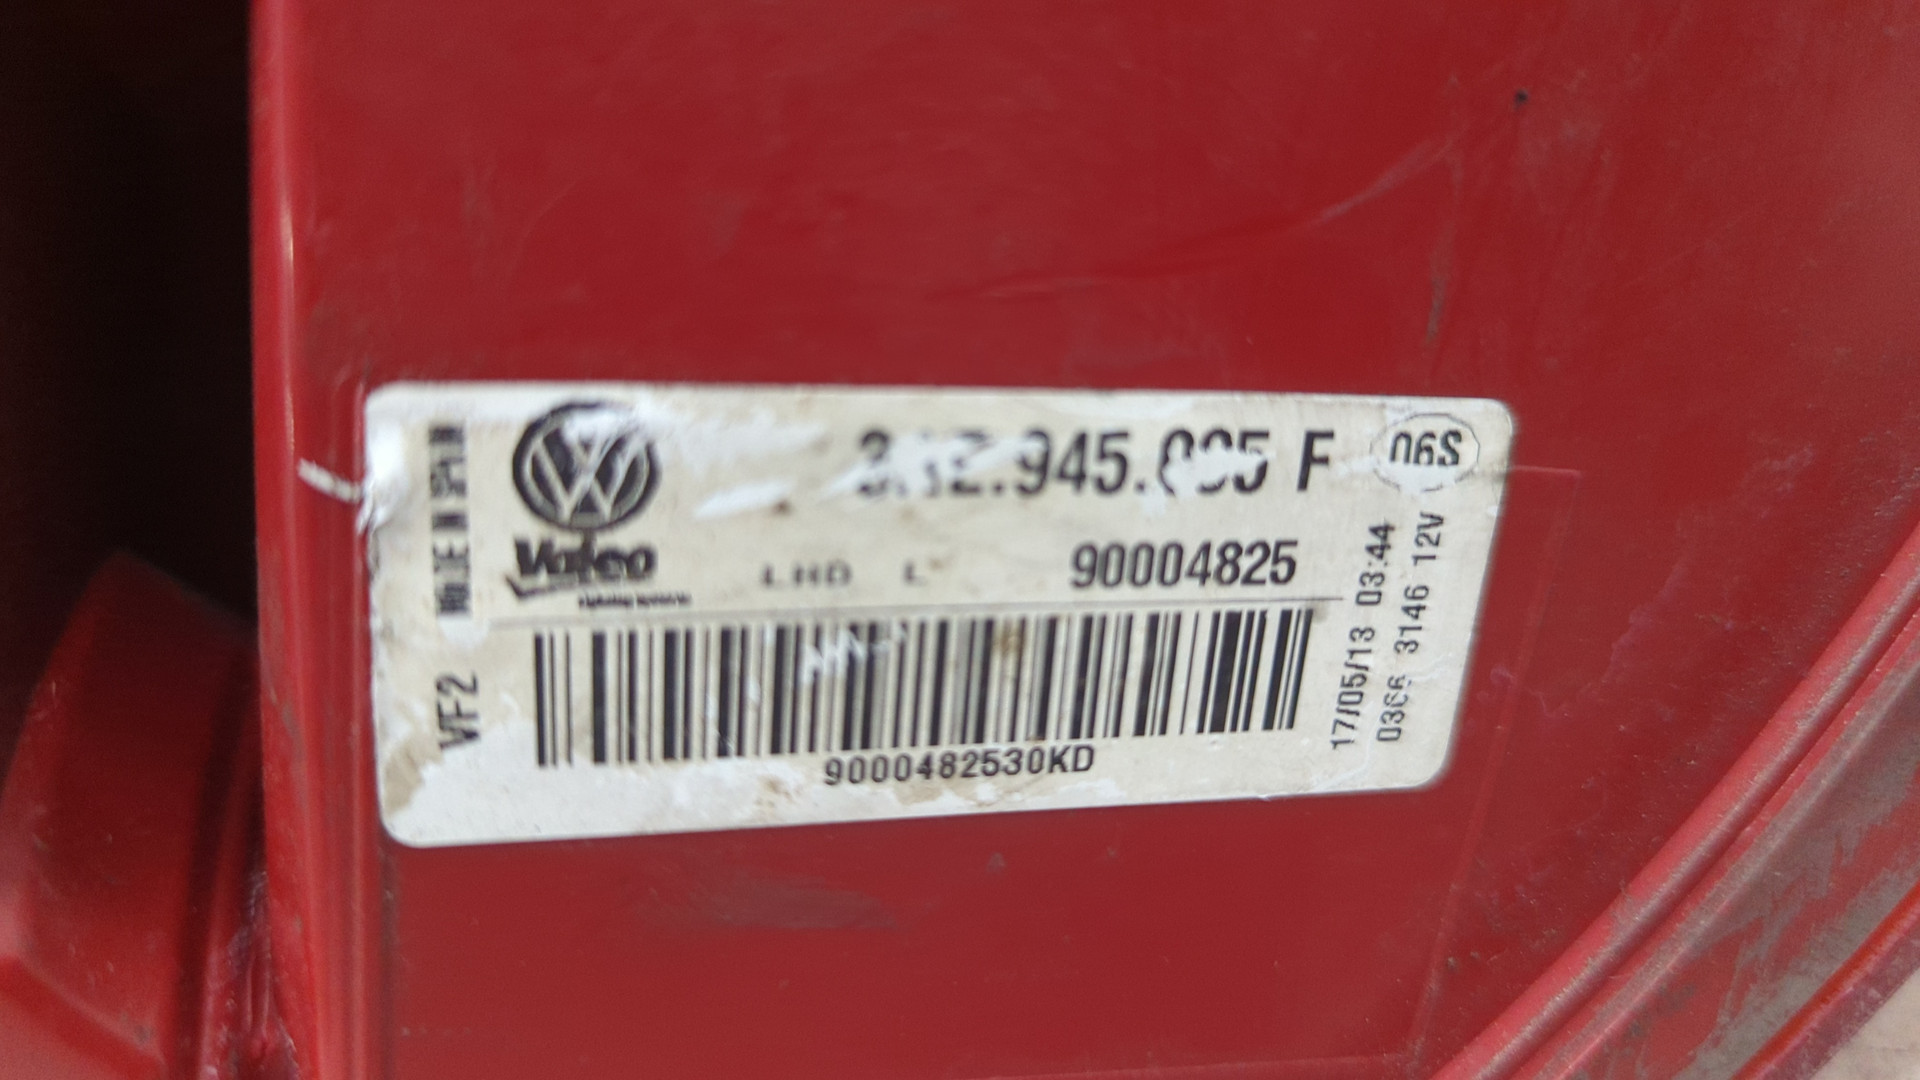 945. F 06S
Valeo
90004825
LHD L
9000482530KD
VF2
17/05/13 03:44
3146 12V